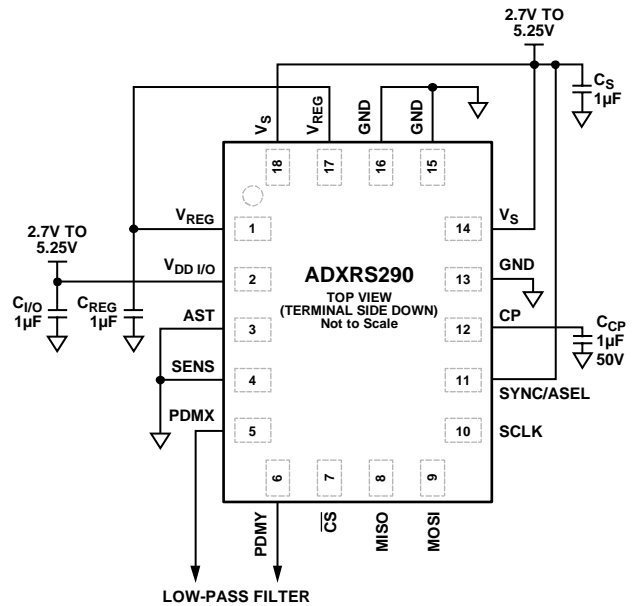 2.7V TO
5.25V
CS
1µF
VS
VREG
GND
GND
18
17
16
15
VREG
1
14
VS
2.7V TO
5.25V
VDD I/O
2
ADXRS290
TOP VIEW
(TERMINAL SIDE DOWN)
Not to Scale
13
GND
CI/O
1µF
CREG
1µF
AST
3
12
CP
CCP
1µF
50V
SENS
4
11
SYNC/ASEL
PDMX
5
10
SCLK
6
7
8
9
PDMY
CS
MISO
MOSI
LOW-PASS FILTER